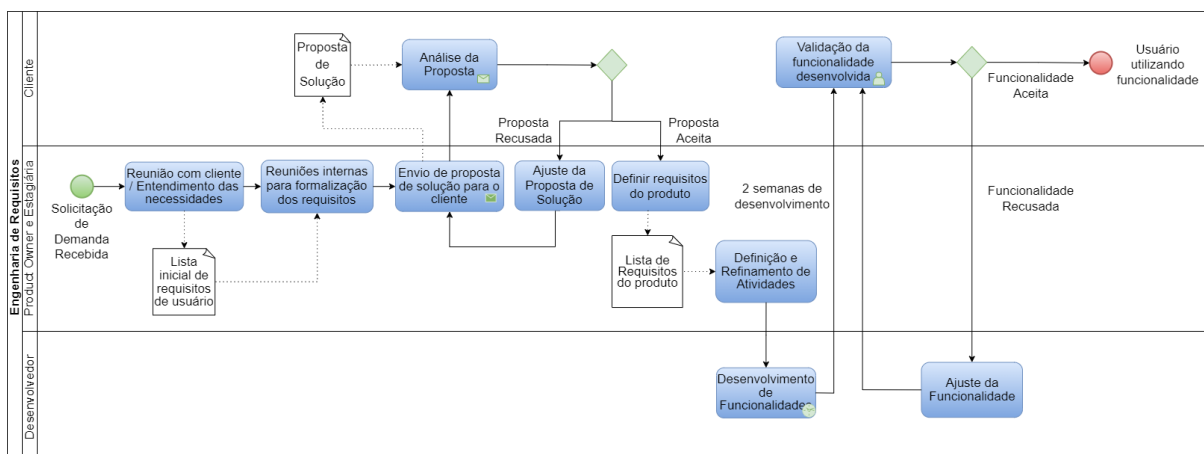 Engenharia de Requisitos
Cliente
Proposta
de
Solução
Análise da
Proposta
Proposta
Recusada
Proposta
Aceita
Validação da
funcionalidade
desenvolvida
Funcionalidade
Aceita
Usuário
utilizando
funcionalidade
Product Owner e Estagiária
Solicitação
de
Demanda
Recebida
Reunião com cliente
/ Entendimento das
necessidades
Lista
inicial de
requisitos
de usuário
Reuniões internas
para formalização
dos requisitos
Envio de proposta
de solução para o
cliente
Ajuste da
Proposta de
Solução
Definir requisitos
do produto
Lista de
Requisitos
do produto
2 semanas de
desenvolvimento
Definição e
Refinamento de
Atividades
Funcionalidade
Recusada
Desenvolvedor
Desenvolvimento
de
Funcionalidades
Ajuste da
Funcionalidade